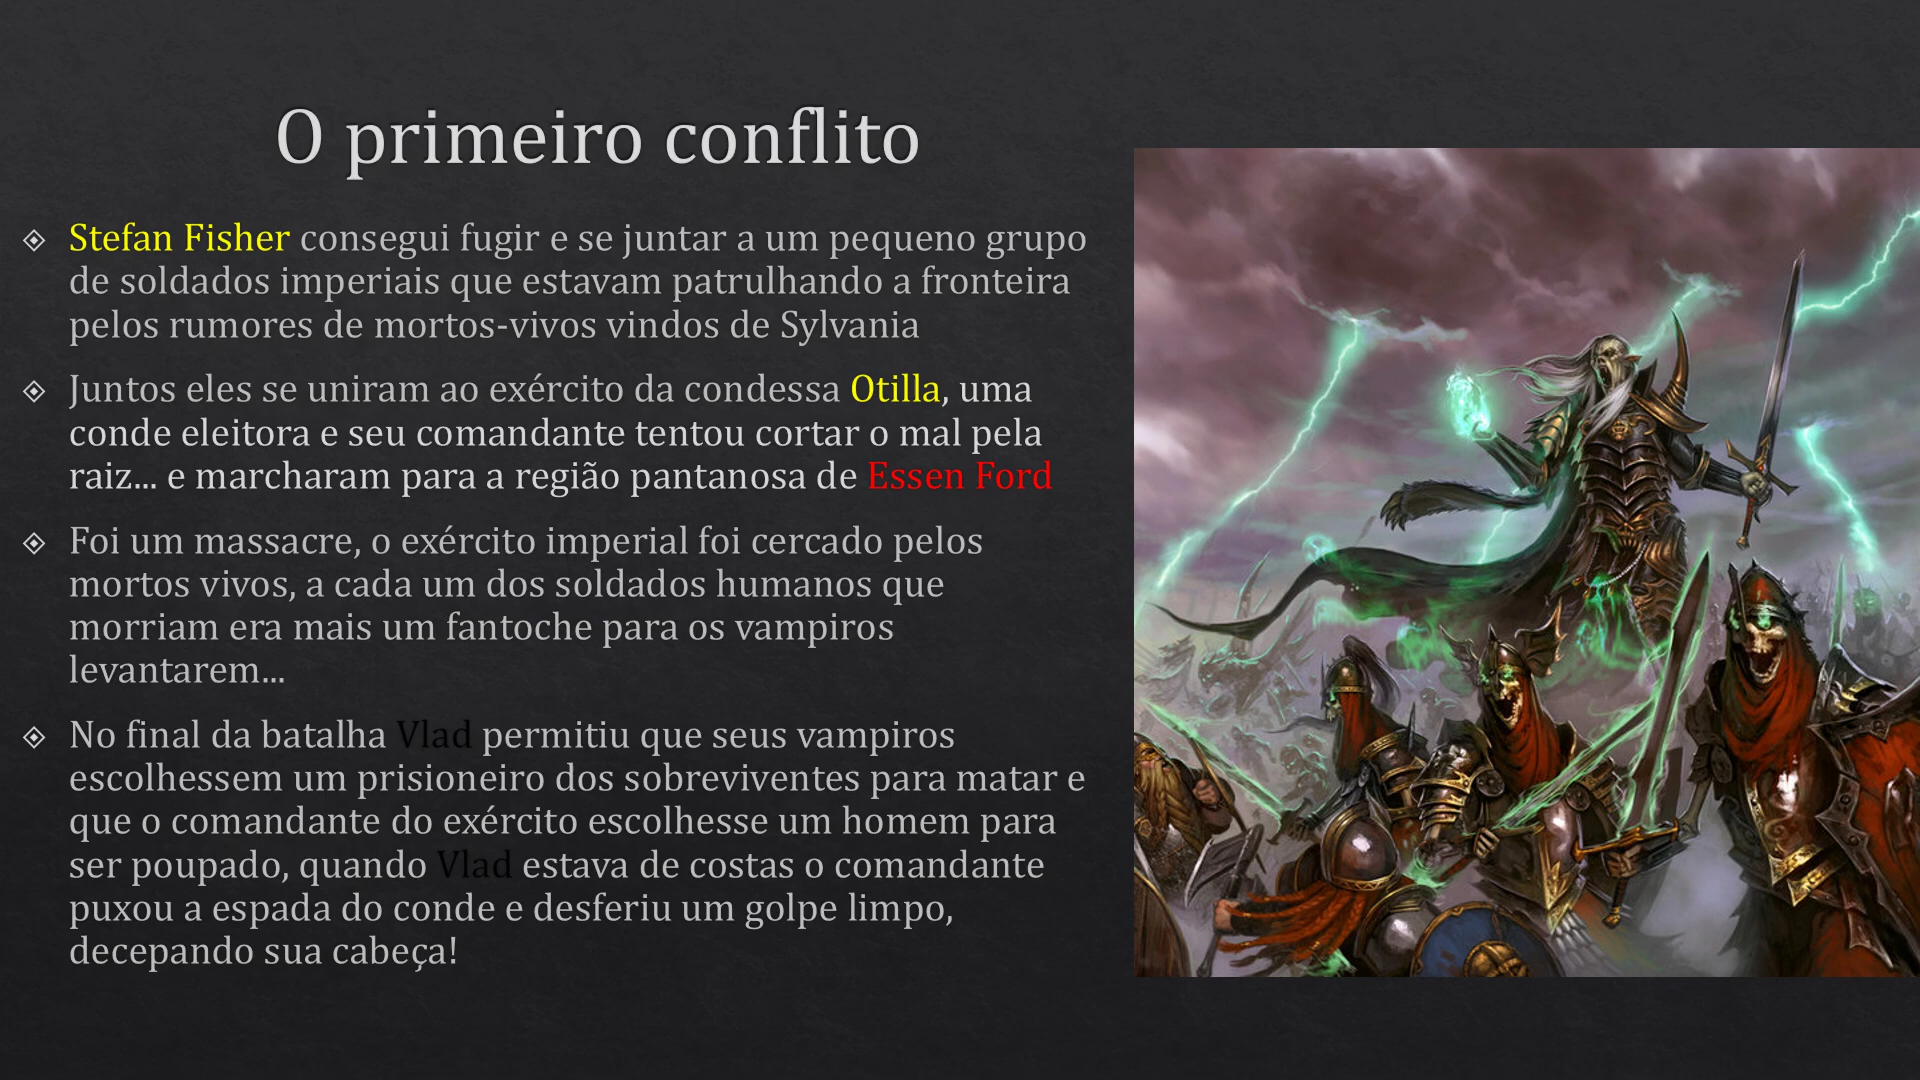 O primeiro conflito
Stefan Fisher consegui fugir e se juntar a um pequeno grupo
de soldados imperiais que estavam patrulhando a fronteira
pelos rumores de mortos-vivos vindos de Sylvania
Juntos eles se uniram ao exército da condessa Otilla, uma
conde eleitora e seu comandante tentou cortar o mal pela
raiz... e marcharam para a região pantanosa de Essen Ford
Foi um massacre, o exército imperial foi cercado pelos
mortos vivos, a cada um dos soldados humanos que
morriam era mais um fantoche para os vampiros
levantarem...
No final da batalha Vlad permitiu que seus vampiros
escolhessem um prisioneiro dos sobreviventes para matar e
que o comandante do exército escolhesse um homem para
ser poupado, quando Vlad estava de costas o comandante
puxou a espada do conde e desferiu um golpe limpo,
decepando sua cabeça!